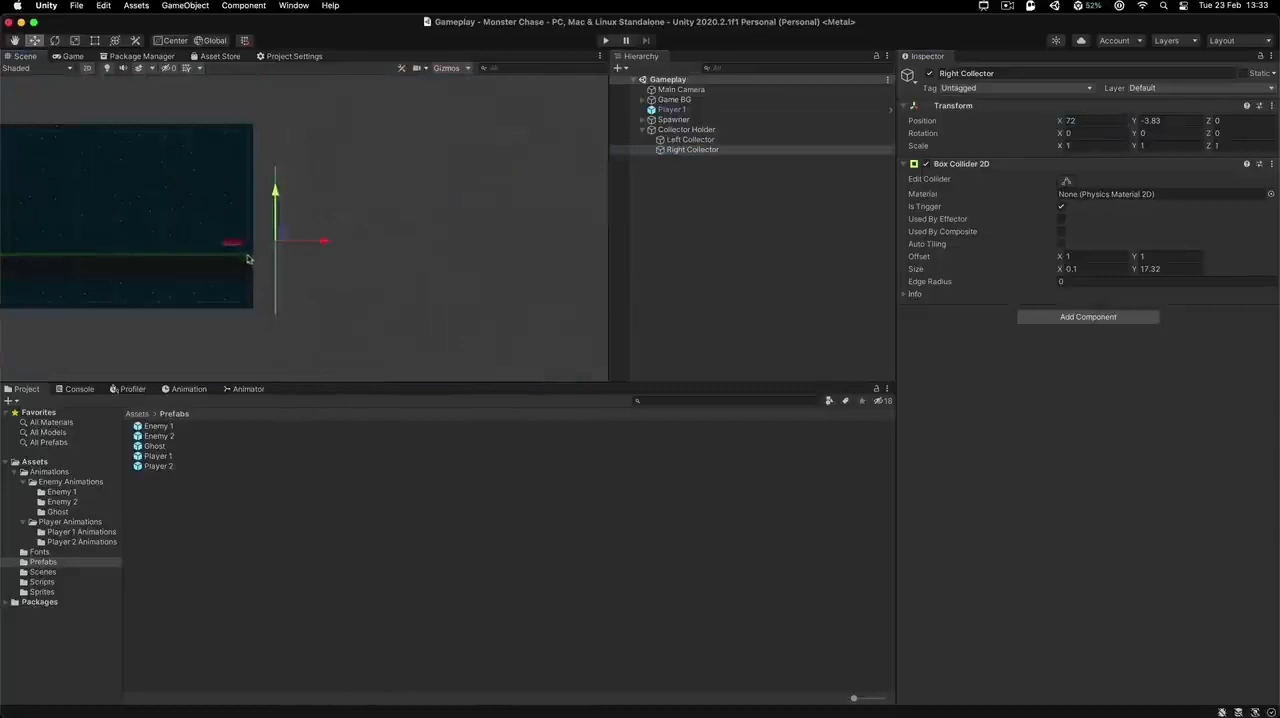 Unity File Edit Assets GameObject Component Window Help 52% Tue 23 Feb 13:33
Gameplay - Monster Chase - PC, Mac & Linux Standalone - Unity 2020.2.1f1 Personal (Personal) <Metal>
Center Global Account Layers Layout
Scene Game Package Manager Asset Store Project Settings
Shaded 2D 0 Gizmos All
Hierarchy
All
Gameplay
Main Camera
Game BG
Player 1
Spawner
Collector Holder
Left Collector
Right Collector
Inspector
Right Collector Static
Tag Untagged Layer Default
Transform
Position X 72 Y -3.83 Z 0
Rotation X 0 Y 0 Z 0
Scale X 1 Y 1 Z 1
Box Collider 2D
Edit Collider
Material None (Physics Material 2D)
Is Trigger
Used By Effector
Used By Composite
Auto Tiling
Offset X 1 Y 1
Size X 0.1 Y 17.32
Edge Radius 0
Info
Add Component
Project Console Profiler Animation Animator
18
Favorites
All Materials
All Models
All Prefabs
Assets
Animations
Enemy Animations
Enemy 1
Enemy 2
Ghost
Player Animations
Player 1 Animations
Player 2 Animations
Fonts
Prefabs
Scenes
Scripts
Sprites
Packages
Assets > Prefabs
Enemy 1
Enemy 2
Ghost
Player 1
Player 2